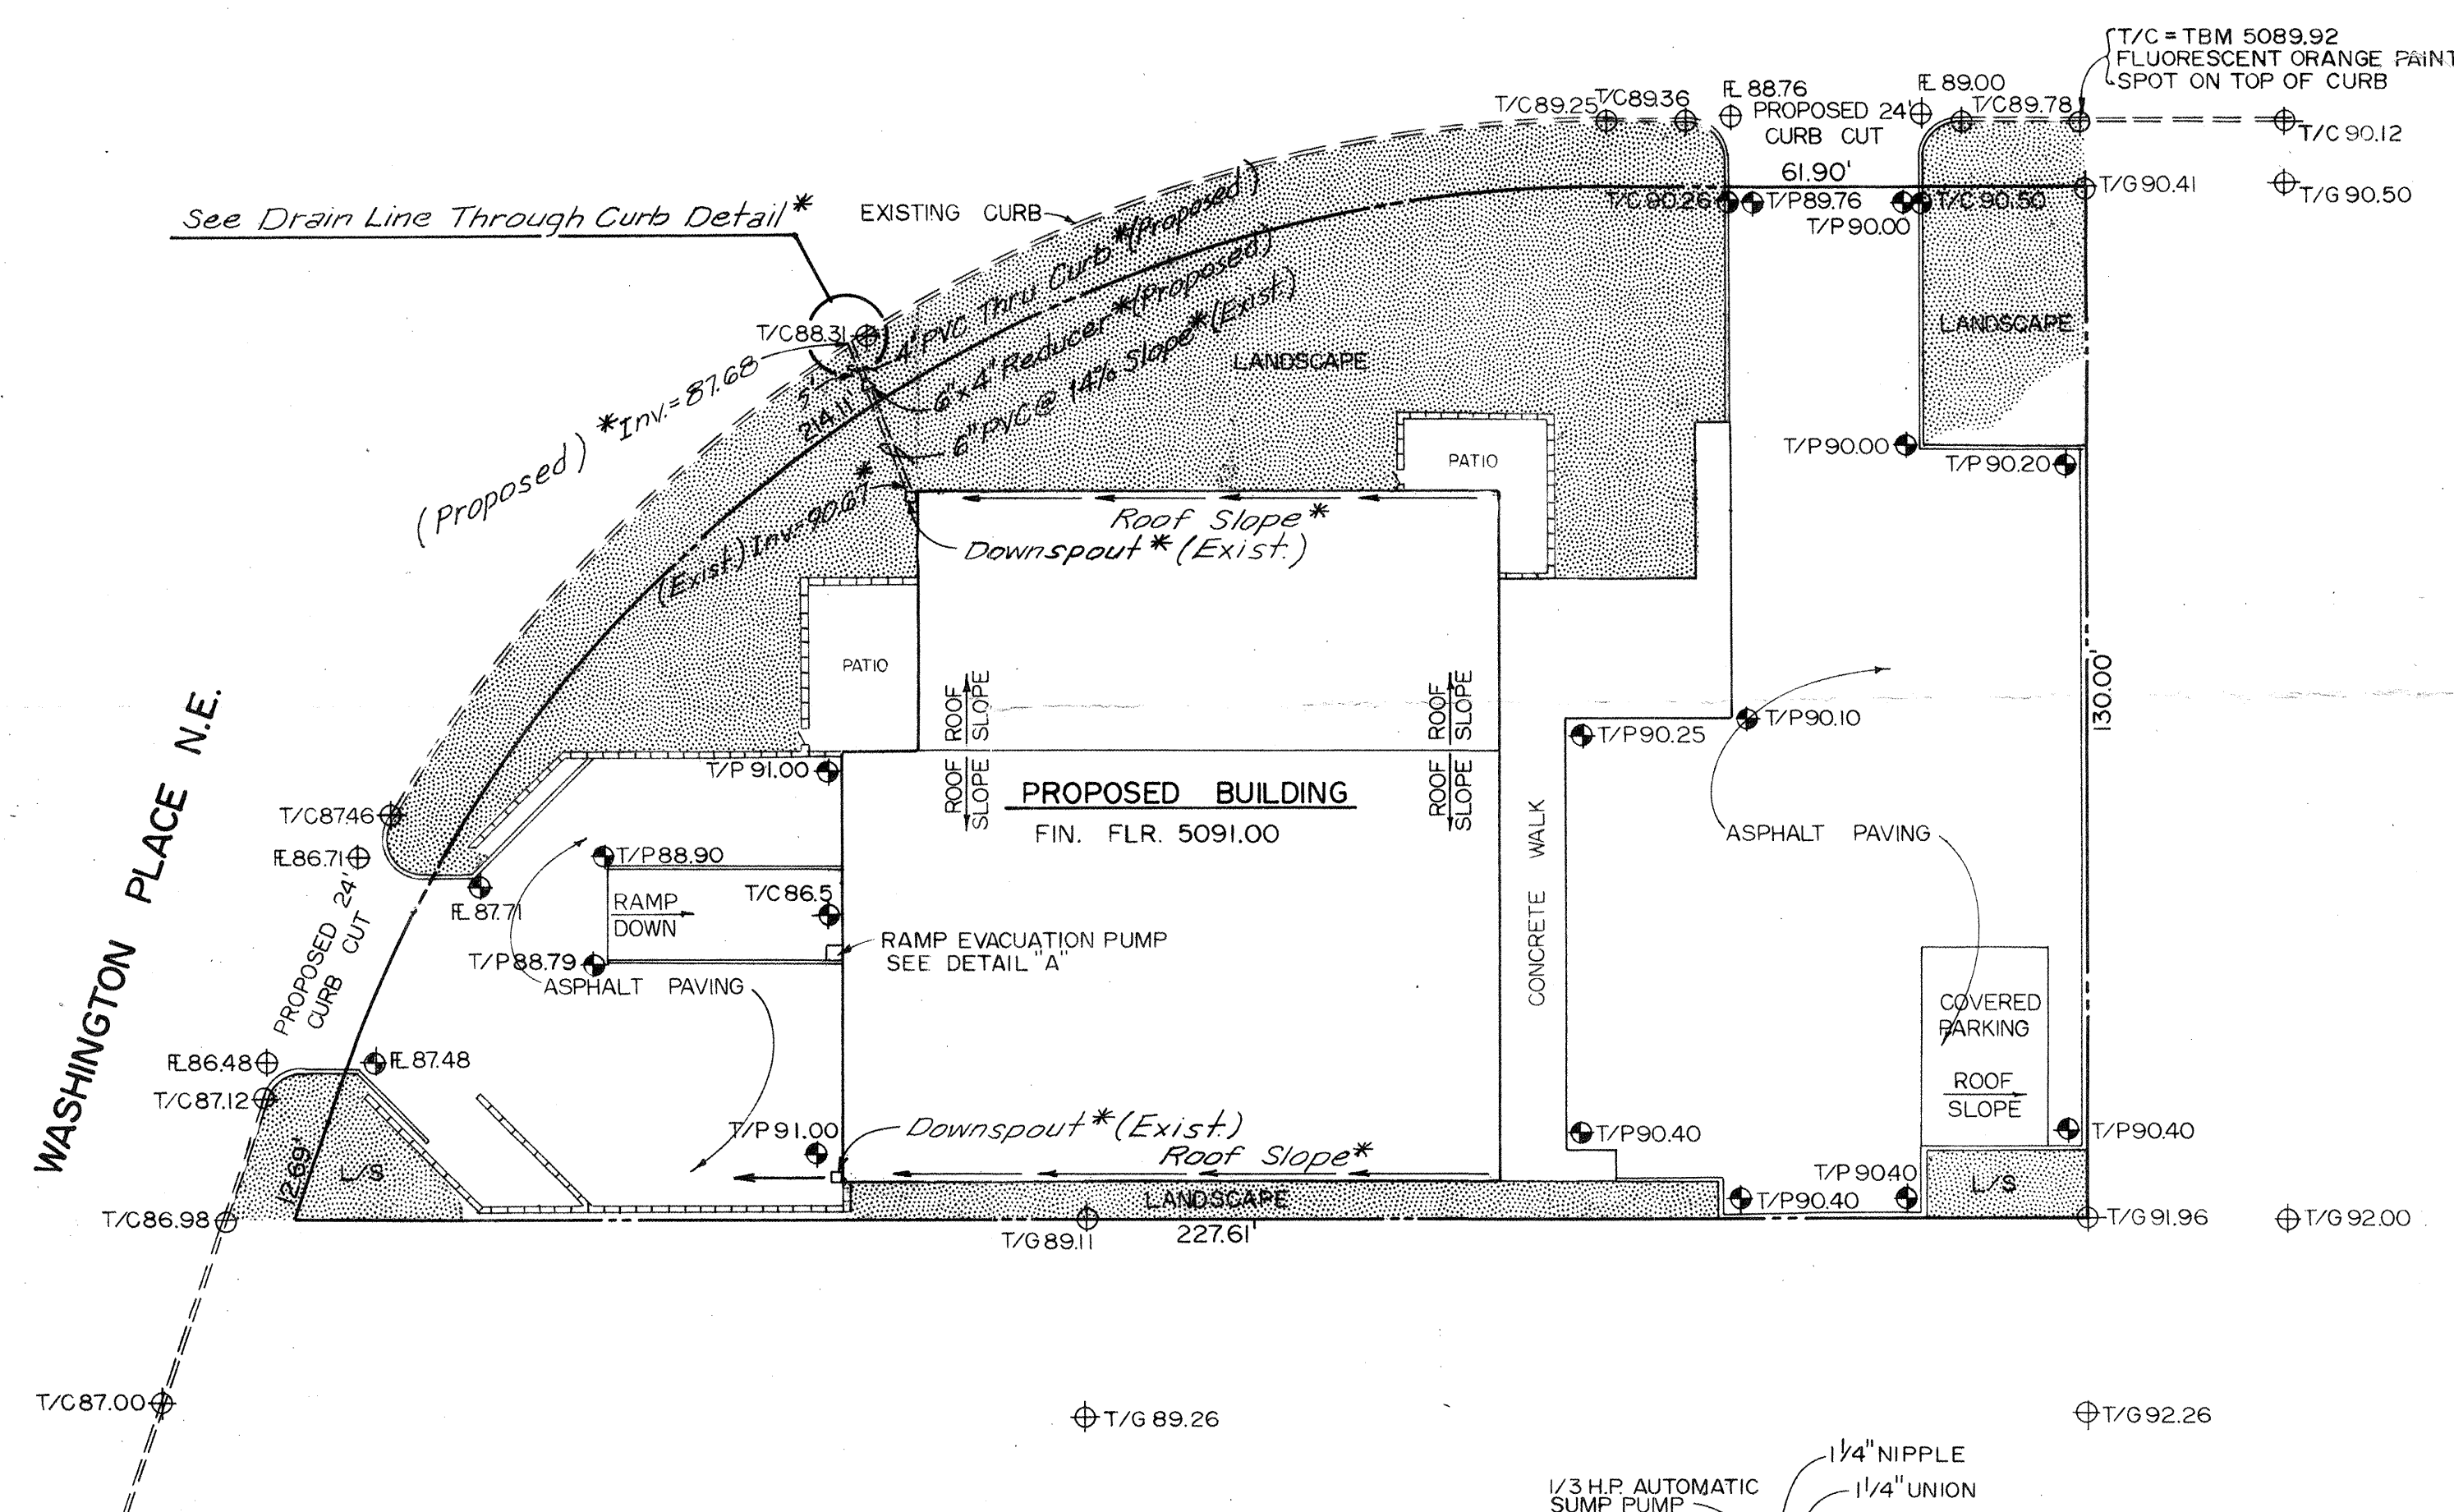 T/C = TBM 5089.92
FLUORESCENT ORANGE PAINT
SPOT ON TOP OF CURB
T/C 89.25
T/C 89.36
FL 88.76
FL 89.00
PROPOSED 24'
CURB CUT
T/C 89.78
T/C 90.12
61.90'
T/G 90.41
T/G 90.50
T/C 90.26
T/P 89.76
T/P 90.00
T/C 90.50
See Drain Line Through Curb Detail*
EXISTING CURB
4" PVC Thru Curb*(Proposed)
6"x4" Reducer*(Proposed)
6" PVC @ 14% Slope*(Exist)
T/C 88.31
5'
214.11'
(Proposed) *Inv.=87.68
(Exist.) Inv.=90.67*
LANDSCAPE
LANDSCAPE
PATIO
T/P 90.00
T/P 90.20
Roof Slope*
Downspout*(Exist.)
PATIO
ROOF
SLOPE
ROOF
SLOPE
130.00'
T/P 90.25
T/P 90.10
WASHINGTON PLACE N.E.
T/P 91.00
ROOF
SLOPE
PROPOSED BUILDING
FIN. FLR. 5091.00
ROOF
SLOPE
ASPHALT PAVING
CONCRETE WALK
T/C 87.46
FL 86.71
FL 87.71
T/P 88.90
RAMP
DOWN
T/C 86.5
T/P 88.79
RAMP EVACUATION PUMP
SEE DETAIL "A"
ASPHALT PAVING
PROPOSED 24'
CURB CUT
COVERED
PARKING
ROOF
SLOPE
FL 86.48
FL 87.48
T/C 87.12
12.69'
L/S
T/P 91.00
Downspout*(Exist.)
Roof Slope*
T/P 90.40
T/P 90.40
T/P 90.40
T/P 90.40
L/S
LANDSCAPE
T/C 86.98
T/G 89.11
227.61'
T/G 91.96
T/G 92.00
T/C 87.00
T/G 89.26
T/G 92.26
1 1/4" NIPPLE
1/3 H.P. AUTOMATIC
SUMP PUMP
1 1/4" UNION